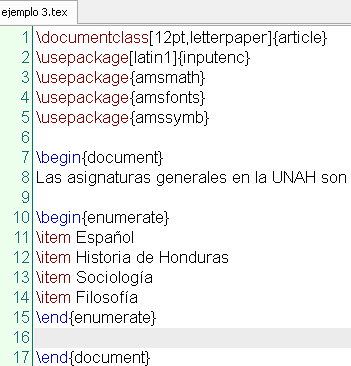 ejemplo 3.tex
1 \documentclass[12pt,letterpaper]{article}
2 \usepackage[latin1]{inputenc}
3 \usepackage{amsmath}
4 \usepackage{amsfonts}
5 \usepackage{amssymb}
6
7 \begin{document}
8 Las asignaturas generales en la UNAH son
9
10 \begin{enumerate}
11 \item Español
12 \item Historia de Honduras
13 \item Sociología
14 \item Filosofía
15 \end{enumerate}
16
17 \end{document}